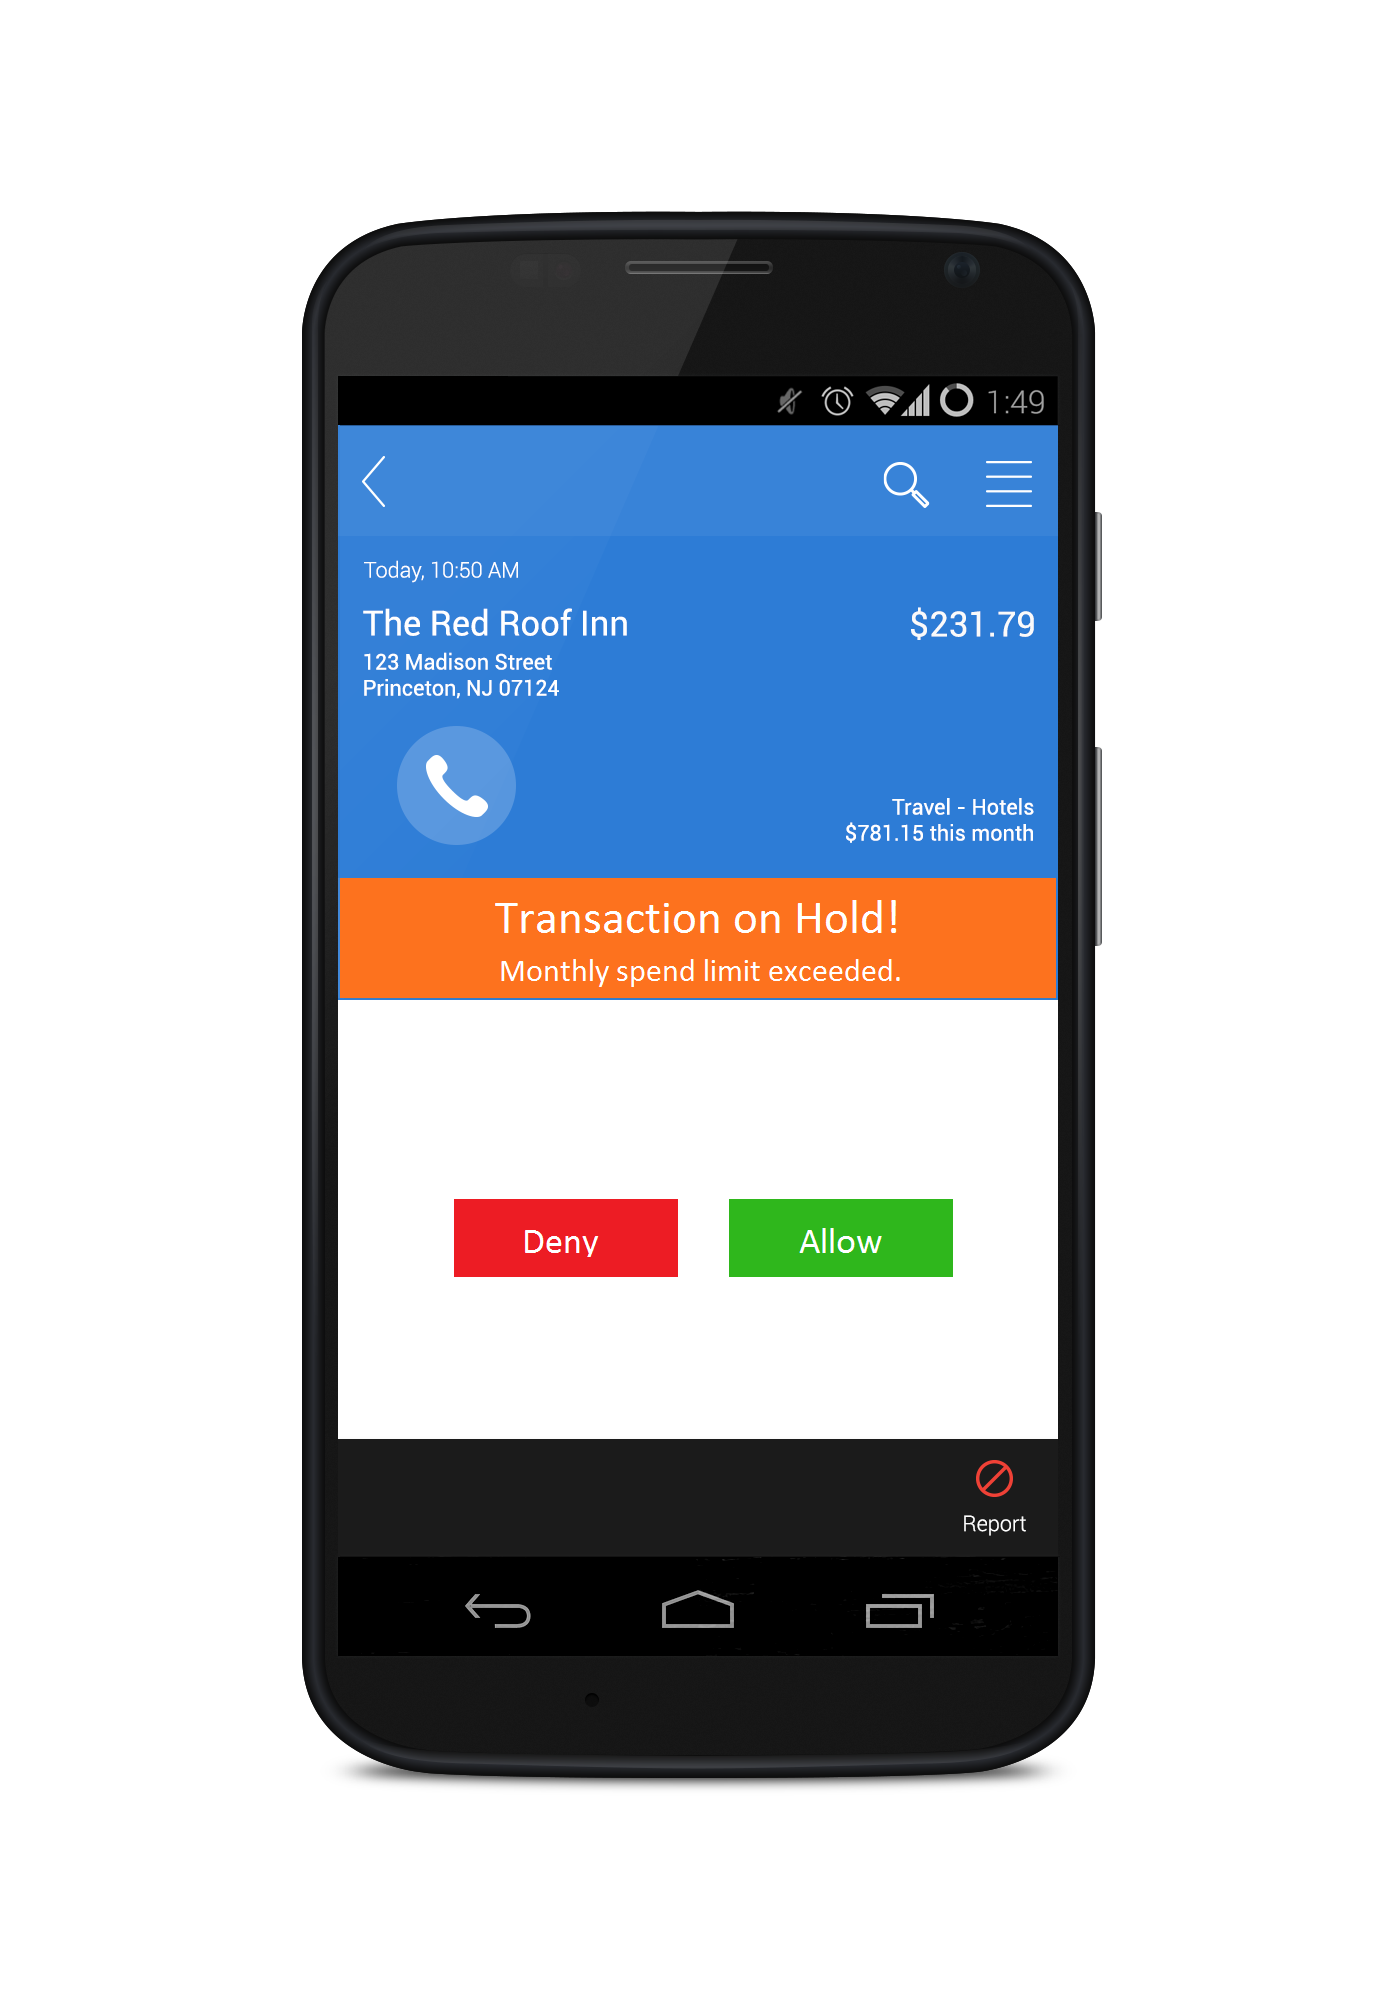 1:49
Today, 10:50 AM
The Red Roof Inn
$231.79
123 Madison Street
Princeton, NJ 07124
Travel - Hotels
$781.15 this month
Transaction on Hold!
Monthly spend limit exceeded.
Deny
Allow
Report